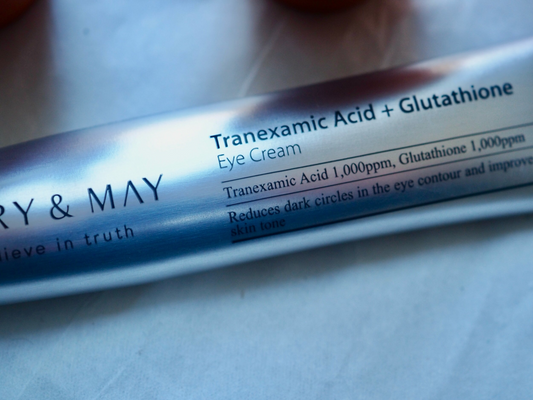 Tranexamic Acid + Glutathione
Eye Cream
Tranexamic Acid 1,000ppm, Glutathione 1,000ppm
Reduces dark circles in the eye contour and improve
skin tone
RY & MAY
lieve in truth